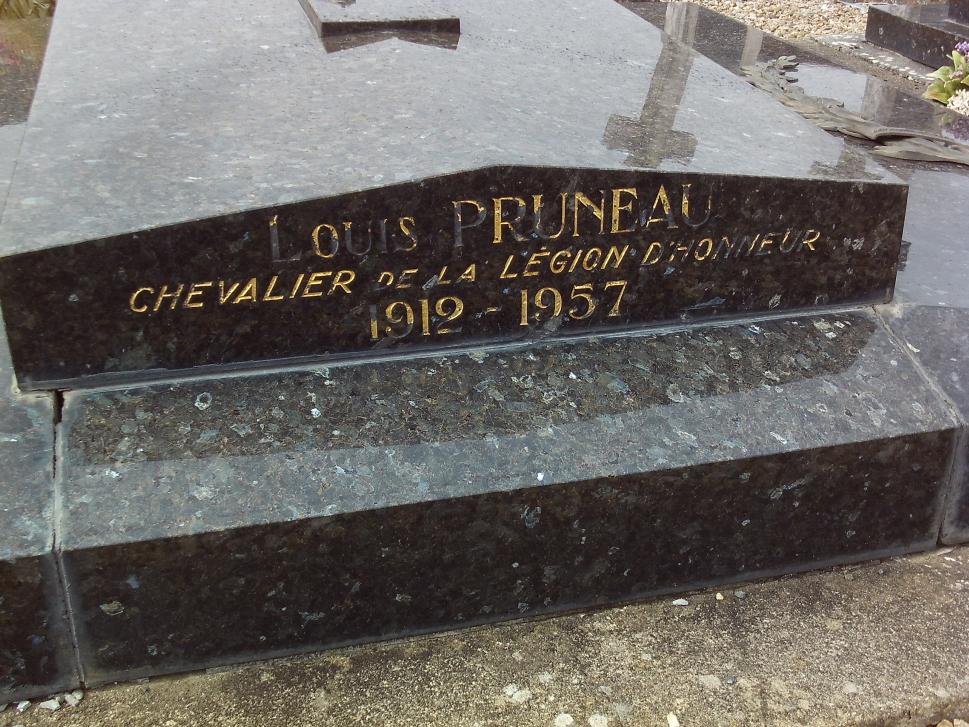 LOUIS PRUNEAU
CHEVALIER DE LA LÉGION D'HONNEUR
1912 - 1957